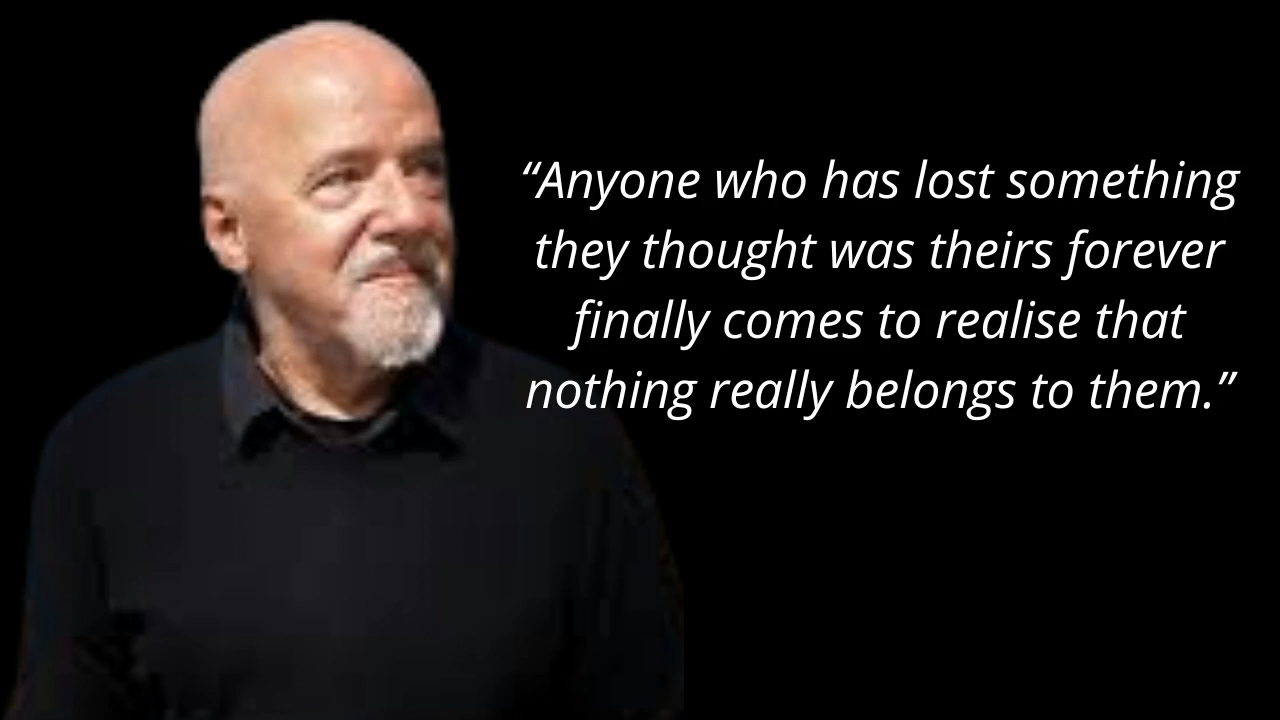 “Anyone who has lost something
they thought was theirs forever
finally comes to realise that
nothing really belongs to them.”